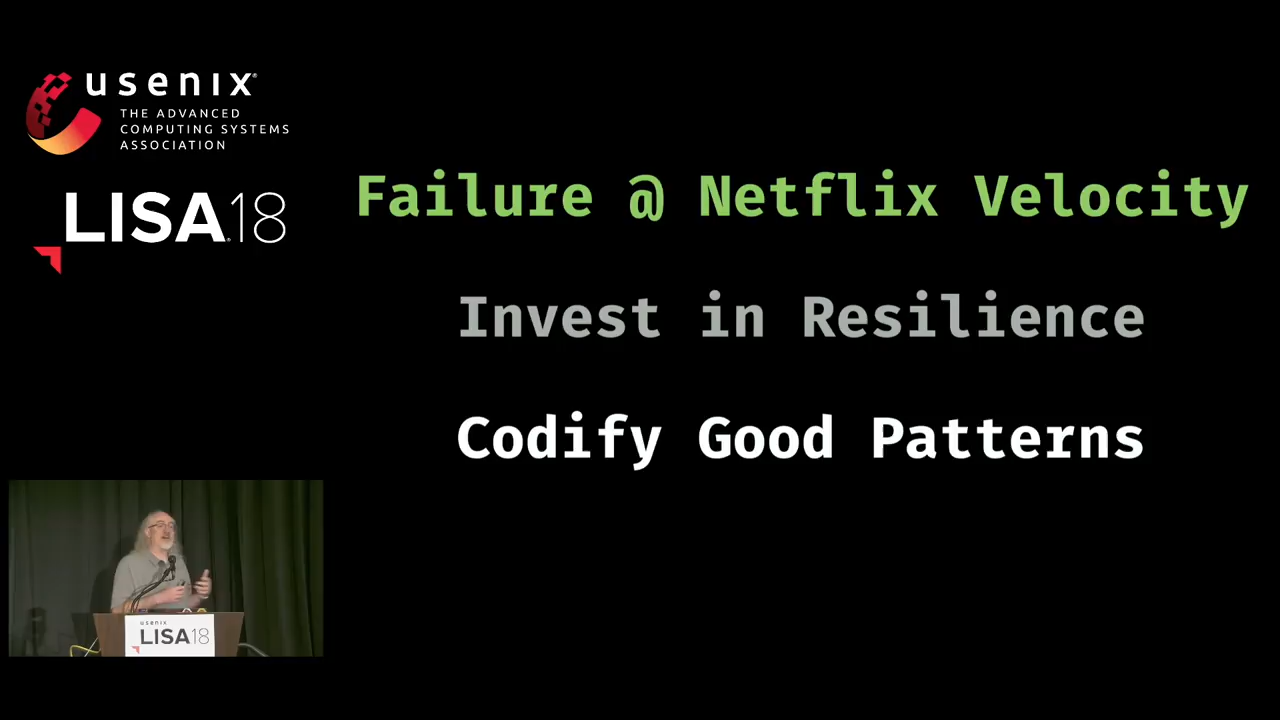 usenix®
THE ADVANCED
COMPUTING SYSTEMS
ASSOCIATION
LISA18
Failure @ Netflix Velocity
Invest in Resilience
Codify Good Patterns
usenix
LISA18